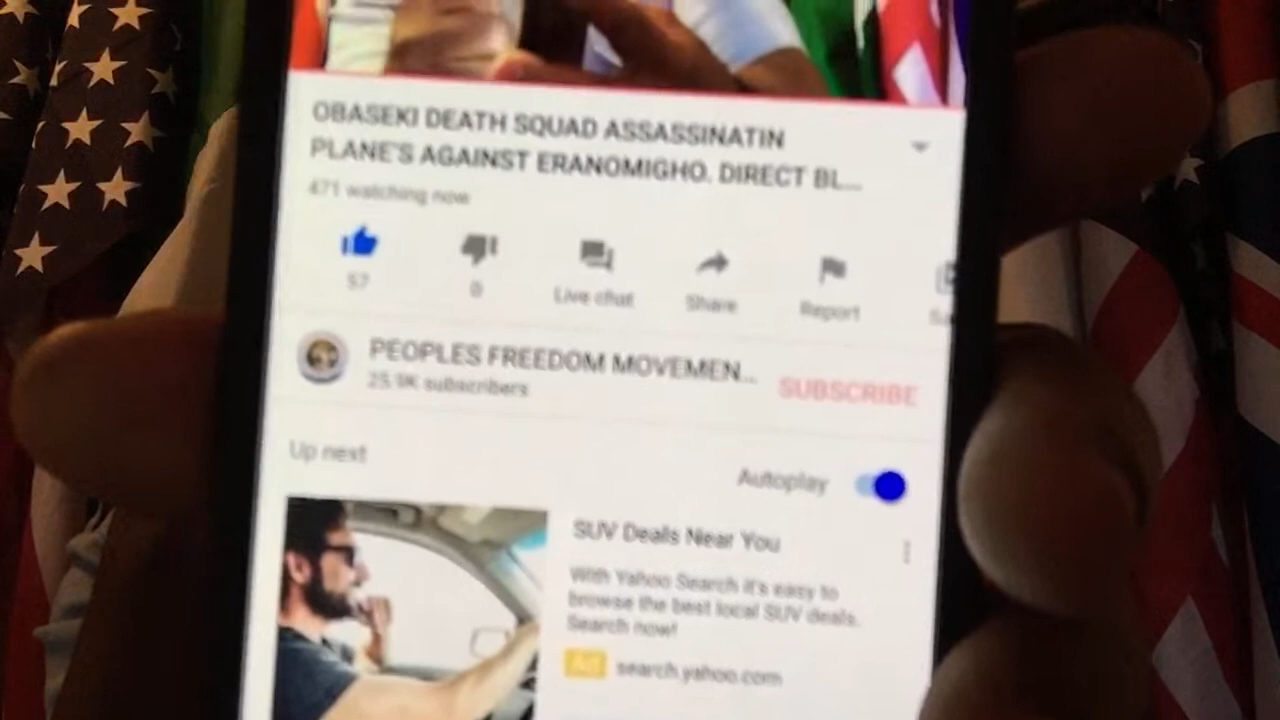 OBASEKI DEATH SQUAD ASSASSINATIN
PLANE'S AGAINST ERANOMIGHO. DIRECT BL...
471 watching now
57
0
Live chat
Share
Report
PEOPLES FREEDOM MOVEMEN...
25.9K subscribers
SUBSCRIBE
Up next
Autoplay
SUV Deals Near You
With Yahoo Search it's easy to
browse the best local SUV deals.
Search now!
Ad search.yahoo.com